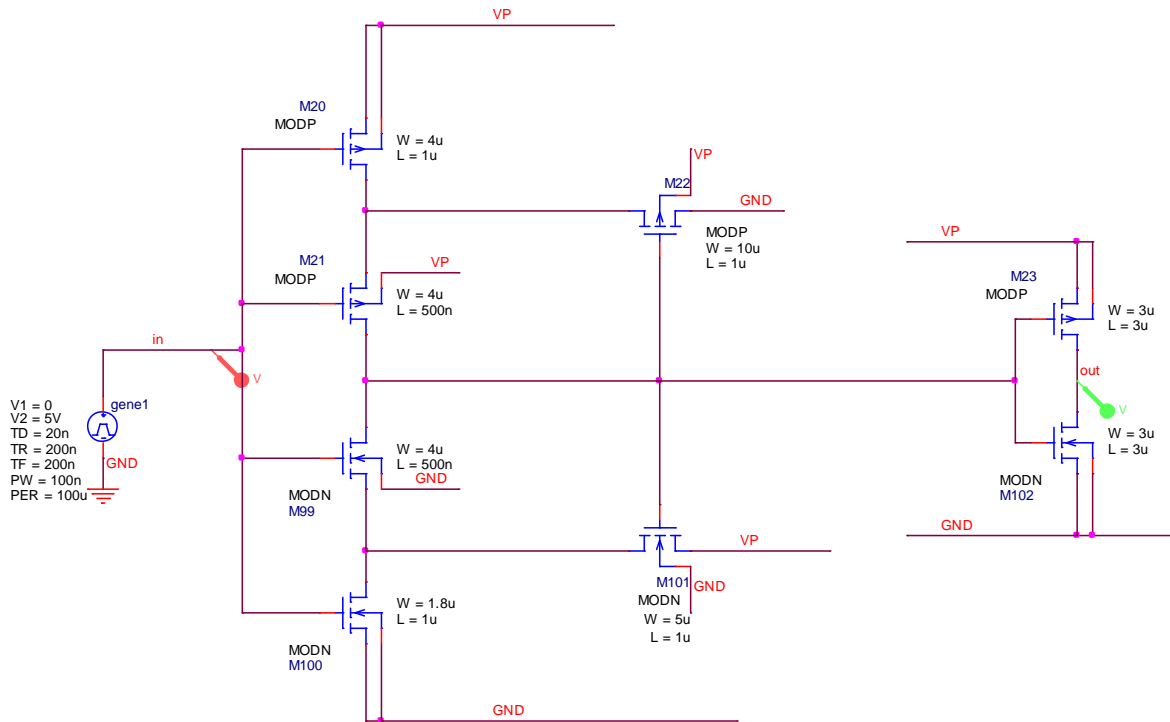 VP
M20
MODP
W = 4u
L = 1u
VP
M22
GND
MODP
W = 10u
L = 1u
M21
MODP
VP
W = 4u
L = 500n
VP
M23
MODP
W = 3u
L = 3u
in
V
out
V
V1 = 0
V2 = 5V
TD = 20n
TR = 200n
TF = 200n
PW = 100n
PER = 100u
gene1
GND
W = 4u
L = 500n
GND
MODN
M99
W = 3u
L = 3u
MODN
M102
GND
VP
M101
GND
MODN
W = 5u
L = 1u
W = 1.8u
L = 1u
MODN
M100
GND